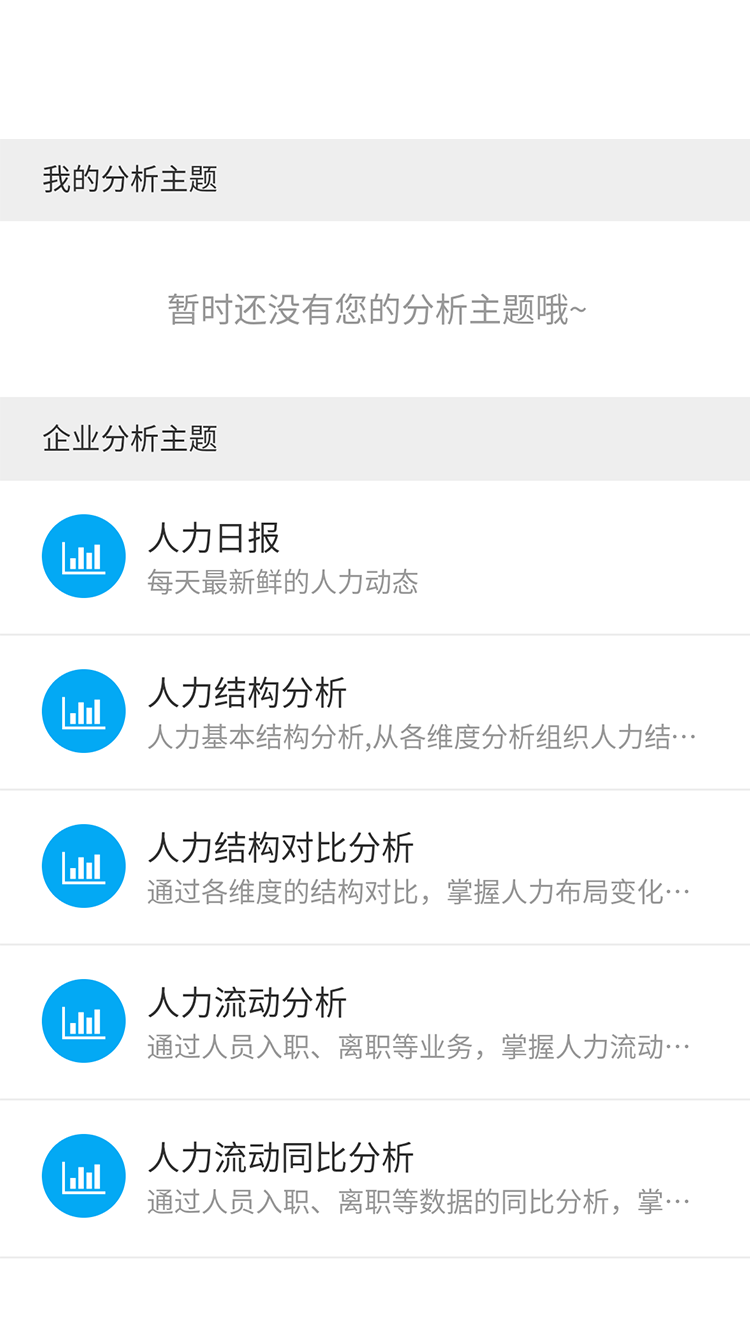 我的分析主题
暂时还没有您的分析主题哦~
企业分析主题
人力日报
每天最新鲜的人力动态
人力结构分析
人力基本结构分析,从各维度分析组织人力结…
人力结构对比分析
通过各维度的结构对比，掌握人力布局变化…
人力流动分析
通过人员入职、离职等业务，掌握人力流动…
人力流动同比分析
通过人员入职、离职等数据的同比分析，掌…